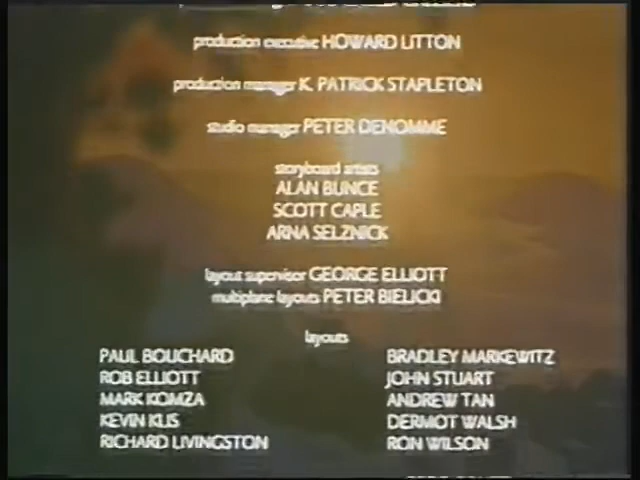 production executive HOWARD LITTON
production manager K. PATRICK STAPLETON
studio manager PETER DENOMME
storyboard artists
ALAN BUNCE
SCOTT CAPLE
ARNA SELZNICK
layout supervisor GEORGE ELLIOTT
multiplane layouts PETER BIELICKI
layouts
PAUL BOUCHARD BRADLEY MARKEWITZ
ROB ELLIOTT JOHN STUART
MARK KOMZA ANDREW TAN
KEVIN KLIS DERMOT WALSH
RICHARD LIVINGSTON RON WILSON